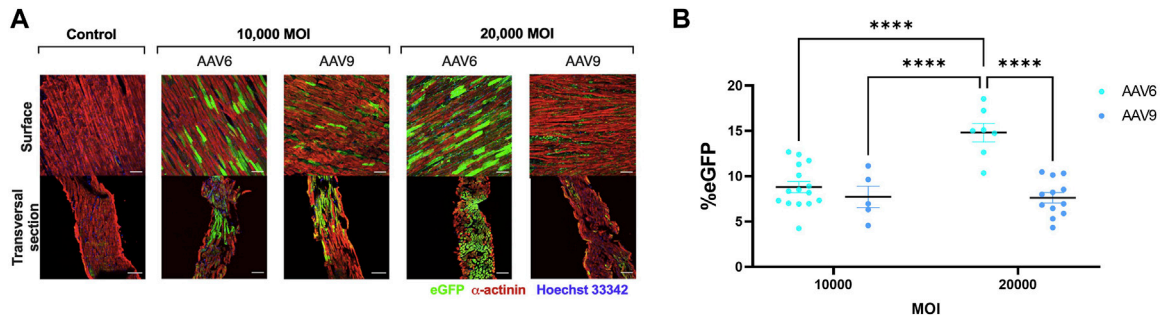 A
Control
10,000 MOI
20,000 MOI
AAV6
AAV9
AAV6
AAV9
Surface
Transversal
section
eGFP α-actinin Hoechst 33342
B
****
**** ****
AAV6
AAV9
%eGFP
20
15
10
5
0
10000
20000
MOI